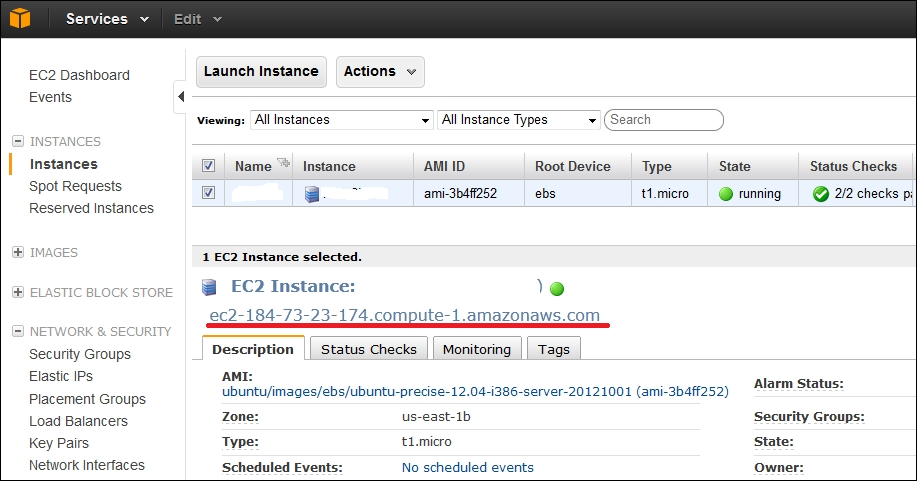 Services Edit
EC2 Dashboard
Events
INSTANCES
Instances
Spot Requests
Reserved Instances
IMAGES
ELASTIC BLOCK STORE
NETWORK & SECURITY
Security Groups
Elastic IPs
Placement Groups
Load Balancers
Key Pairs
Network Interfaces
Launch Instance Actions
Viewing: All Instances All Instance Types Search
Name Instance AMI ID Root Device Type State Status Checks
ami-3b4ff252 ebs t1.micro running 2/2 checks
1 EC2 Instance selected.
EC2 Instance: )
ec2-184-73-23-174.compute-1.amazonaws.com
Description Status Checks Monitoring Tags
AMI:
ubuntu/images/ebs/ubuntu-precise-12.04-i386-server-20121001 (ami-3b4ff252)
Zone: us-east-1b
Type: t1.micro
Scheduled Events: No scheduled events
Alarm Status:
Security Groups:
State:
Owner: